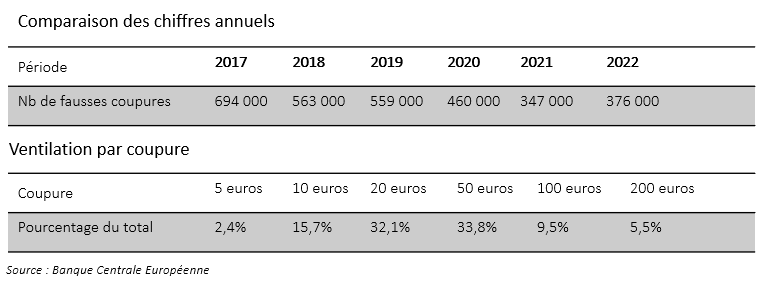 Comparaison des chiffres annuels
Période 2017 2018 2019 2020 2021 2022
Nb de fausses coupures 694 000 563 000 559 000 460 000 347 000 376 000
Ventilation par coupure
Coupure 5 euros 10 euros 20 euros 50 euros 100 euros 200 euros
Pourcentage du total 2,4% 15,7% 32,1% 33,8% 9,5% 5,5%
Source : Banque Centrale Européenne